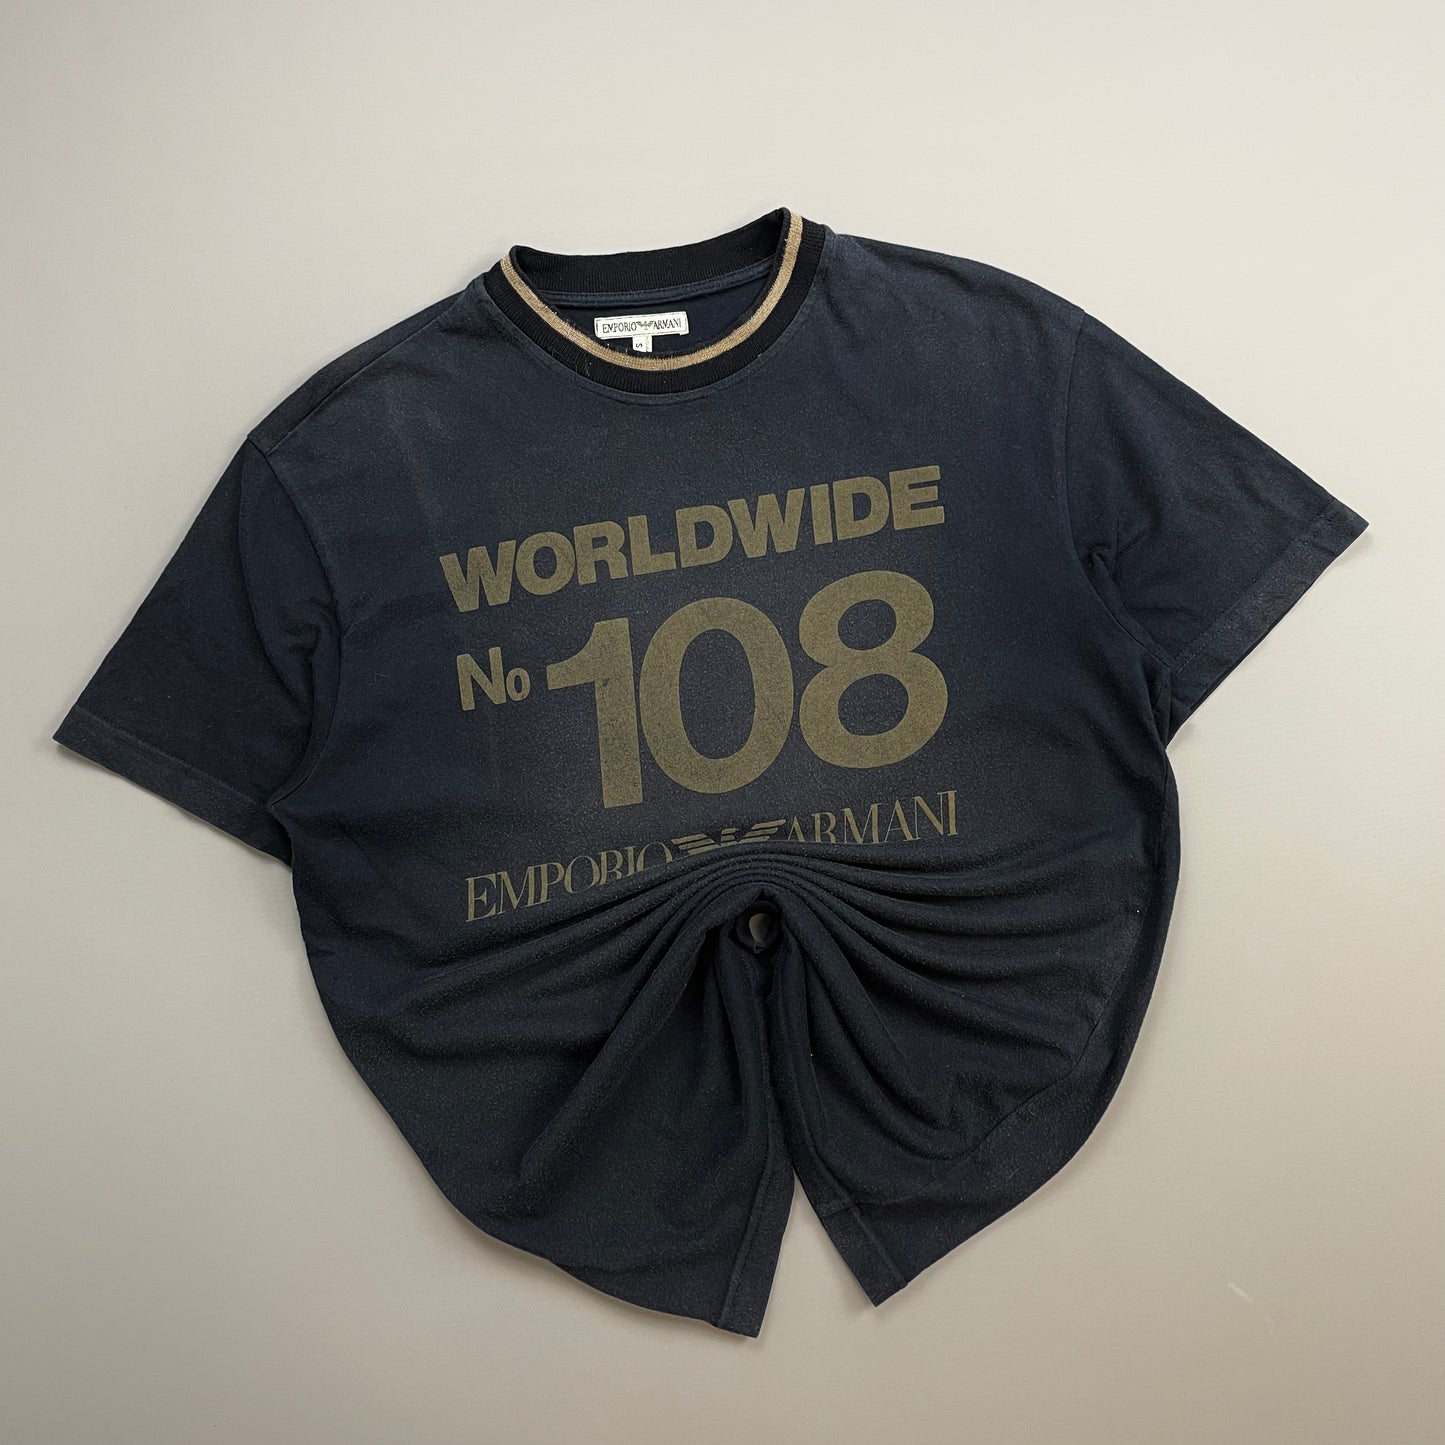 EMPORIO ARMANI
S
WORLDWIDE
No 108
EMPORIO ARMANI